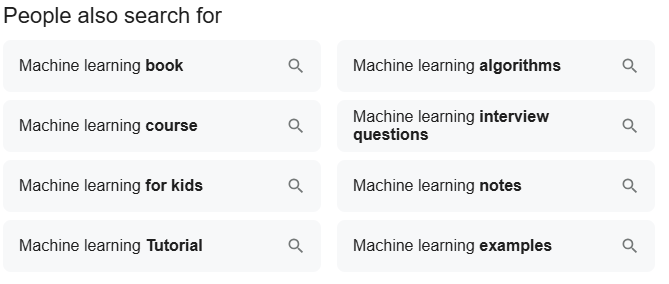 People also search for
Machine learning book
Machine learning algorithms
Machine learning course
Machine learning interview
questions
Machine learning for kids
Machine learning notes
Machine learning Tutorial
Machine learning examples